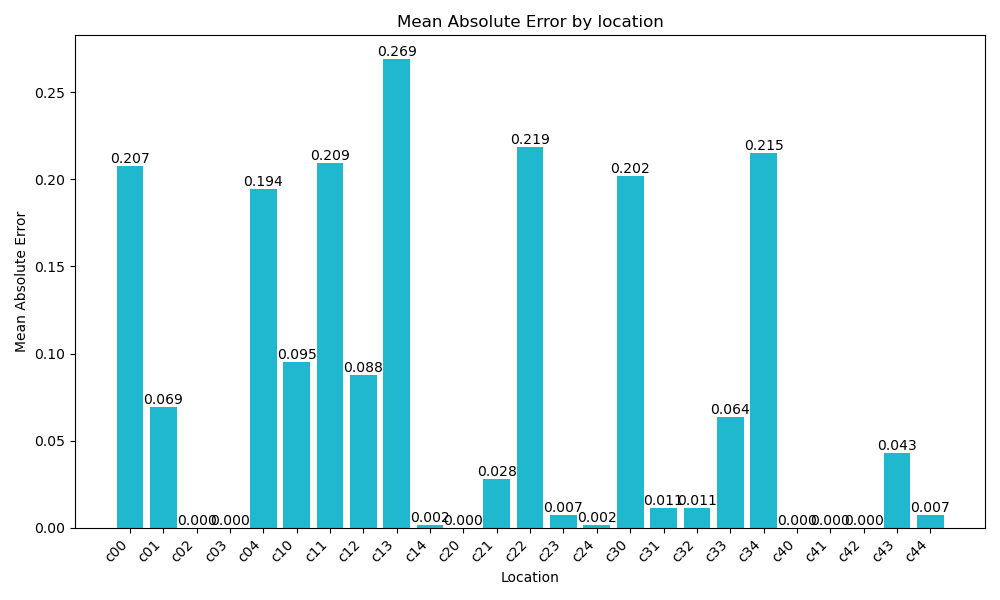 Mean Absolute Error by location
Mean Absolute Error
0.25
0.20
0.15
0.10
0.05
0.00
0.207
0.069
0.000
0.000
0.194
0.095
0.209
0.088
0.269
0.002
0.000
0.028
0.219
0.007
0.002
0.202
0.011
0.011
0.064
0.215
0.000
0.000
0.000
0.043
0.007
c00
c01
c02
c03
c04
c10
c11
c12
c13
c14
c20
c21
c22
c23
c24
c30
c31
c32
c33
c34
c40
c41
c42
c43
c44
Location